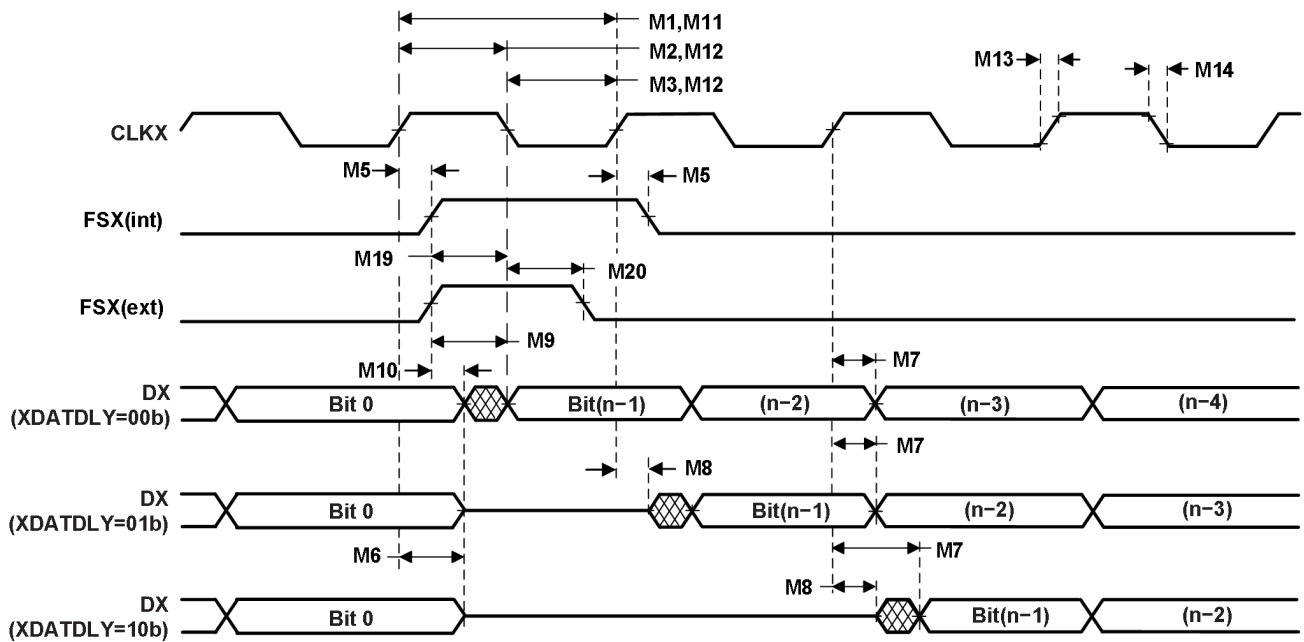 M1,M11
M2,M12
M3,M12
M13
M14
CLKX
M5
M5
FSX(int)
M19
M20
FSX(ext)
M9
M10
M7
DX
(XDATDLY=00b)
Bit 0
Bit(n−1)
(n−2)
(n−3)
(n−4)
M7
M8
DX
(XDATDLY=01b)
Bit 0
Bit(n−1)
(n−2)
(n−3)
M6
M7
M8
DX
(XDATDLY=10b)
Bit 0
Bit(n−1)
(n−2)